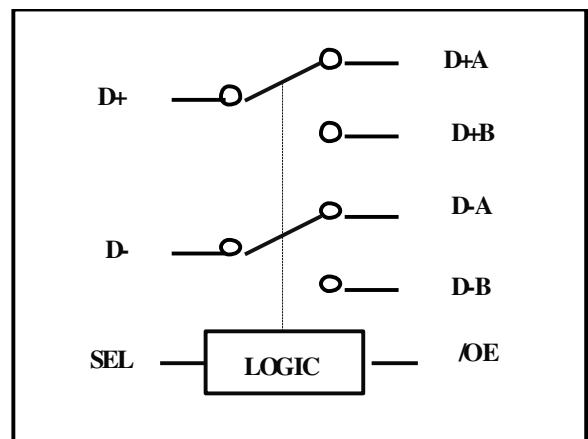 D+A
D+
D+B
D-A
D-
D-B
SEL
LOGIC
/OE